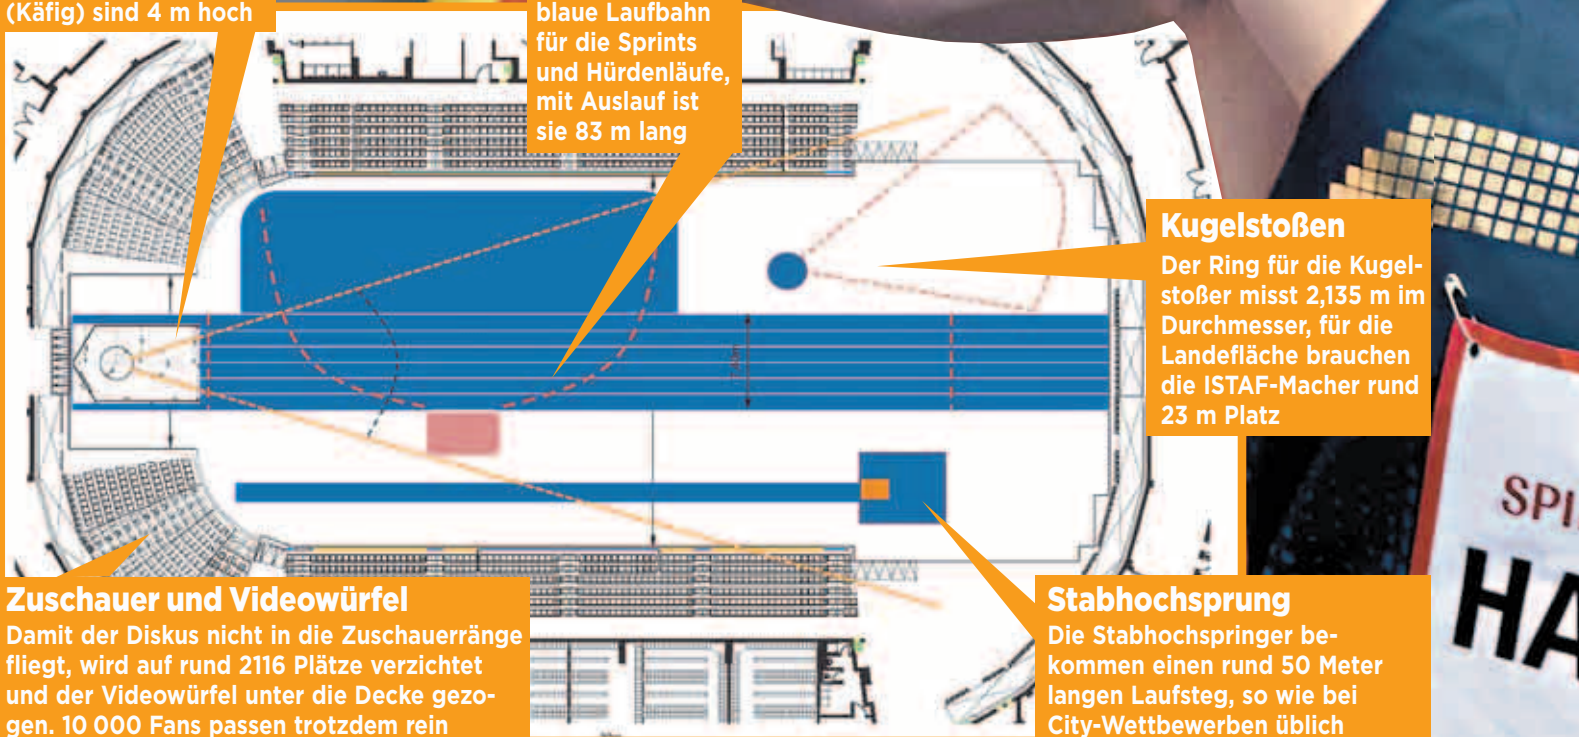 (Käfig) sind 4 m hoch
blaue Laufbahn
für die Sprints
und Hürdenläufe,
mit Auslauf ist
sie 83 m lang
Kugelstoßen
Der Ring für die Kugel-
stoßer misst 2,135 m im
Durchmesser, für die
Landefläche brauchen
die ISTAF-Macher rund
23 m Platz
SPI
HA
Zuschauer und Videowürfel
Damit der Diskus nicht in die Zuschauerränge
fliegt, wird auf rund 2116 Plätze verzichtet
und der Videowürfel unter die Decke gezo-
gen. 10 000 Fans passen trotzdem rein
Stabhochsprung
Die Stabhochspringer be-
kommen einen rund 50 Meter
langen Laufsteg, so wie bei
City-Wettbewerben üblich